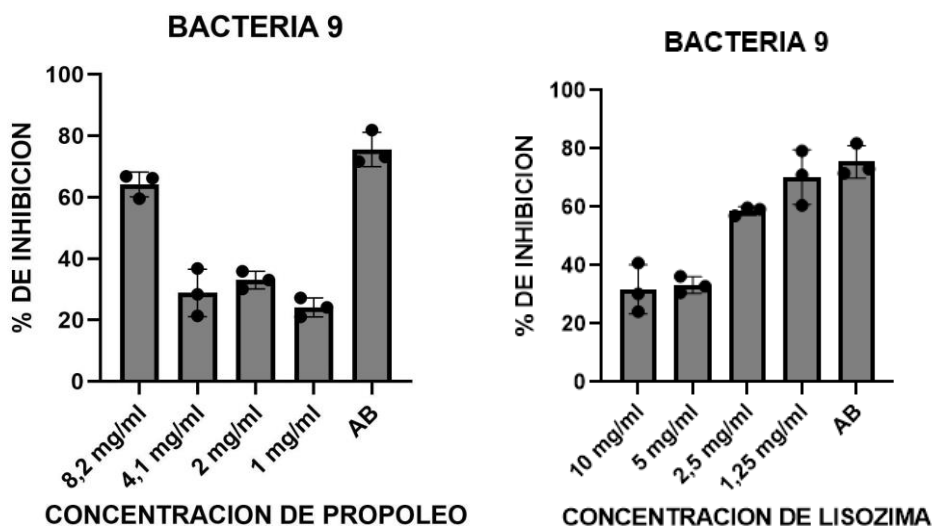 BACTERIA 9
% DE INHIBICION
100
80
60
40
20
0
8,2 mg/ml
4,1 mg/ml
2 mg/ml
1 mg/ml
AB
CONCENTRACION DE PROPOLEO
BACTERIA 9
% DE INHIBICION
100
80
60
40
20
0
10 mg/ml
5 mg/ml
2,5 mg/ml
1,25 mg/ml
AB
CONCENTRACION DE LISOZIMA